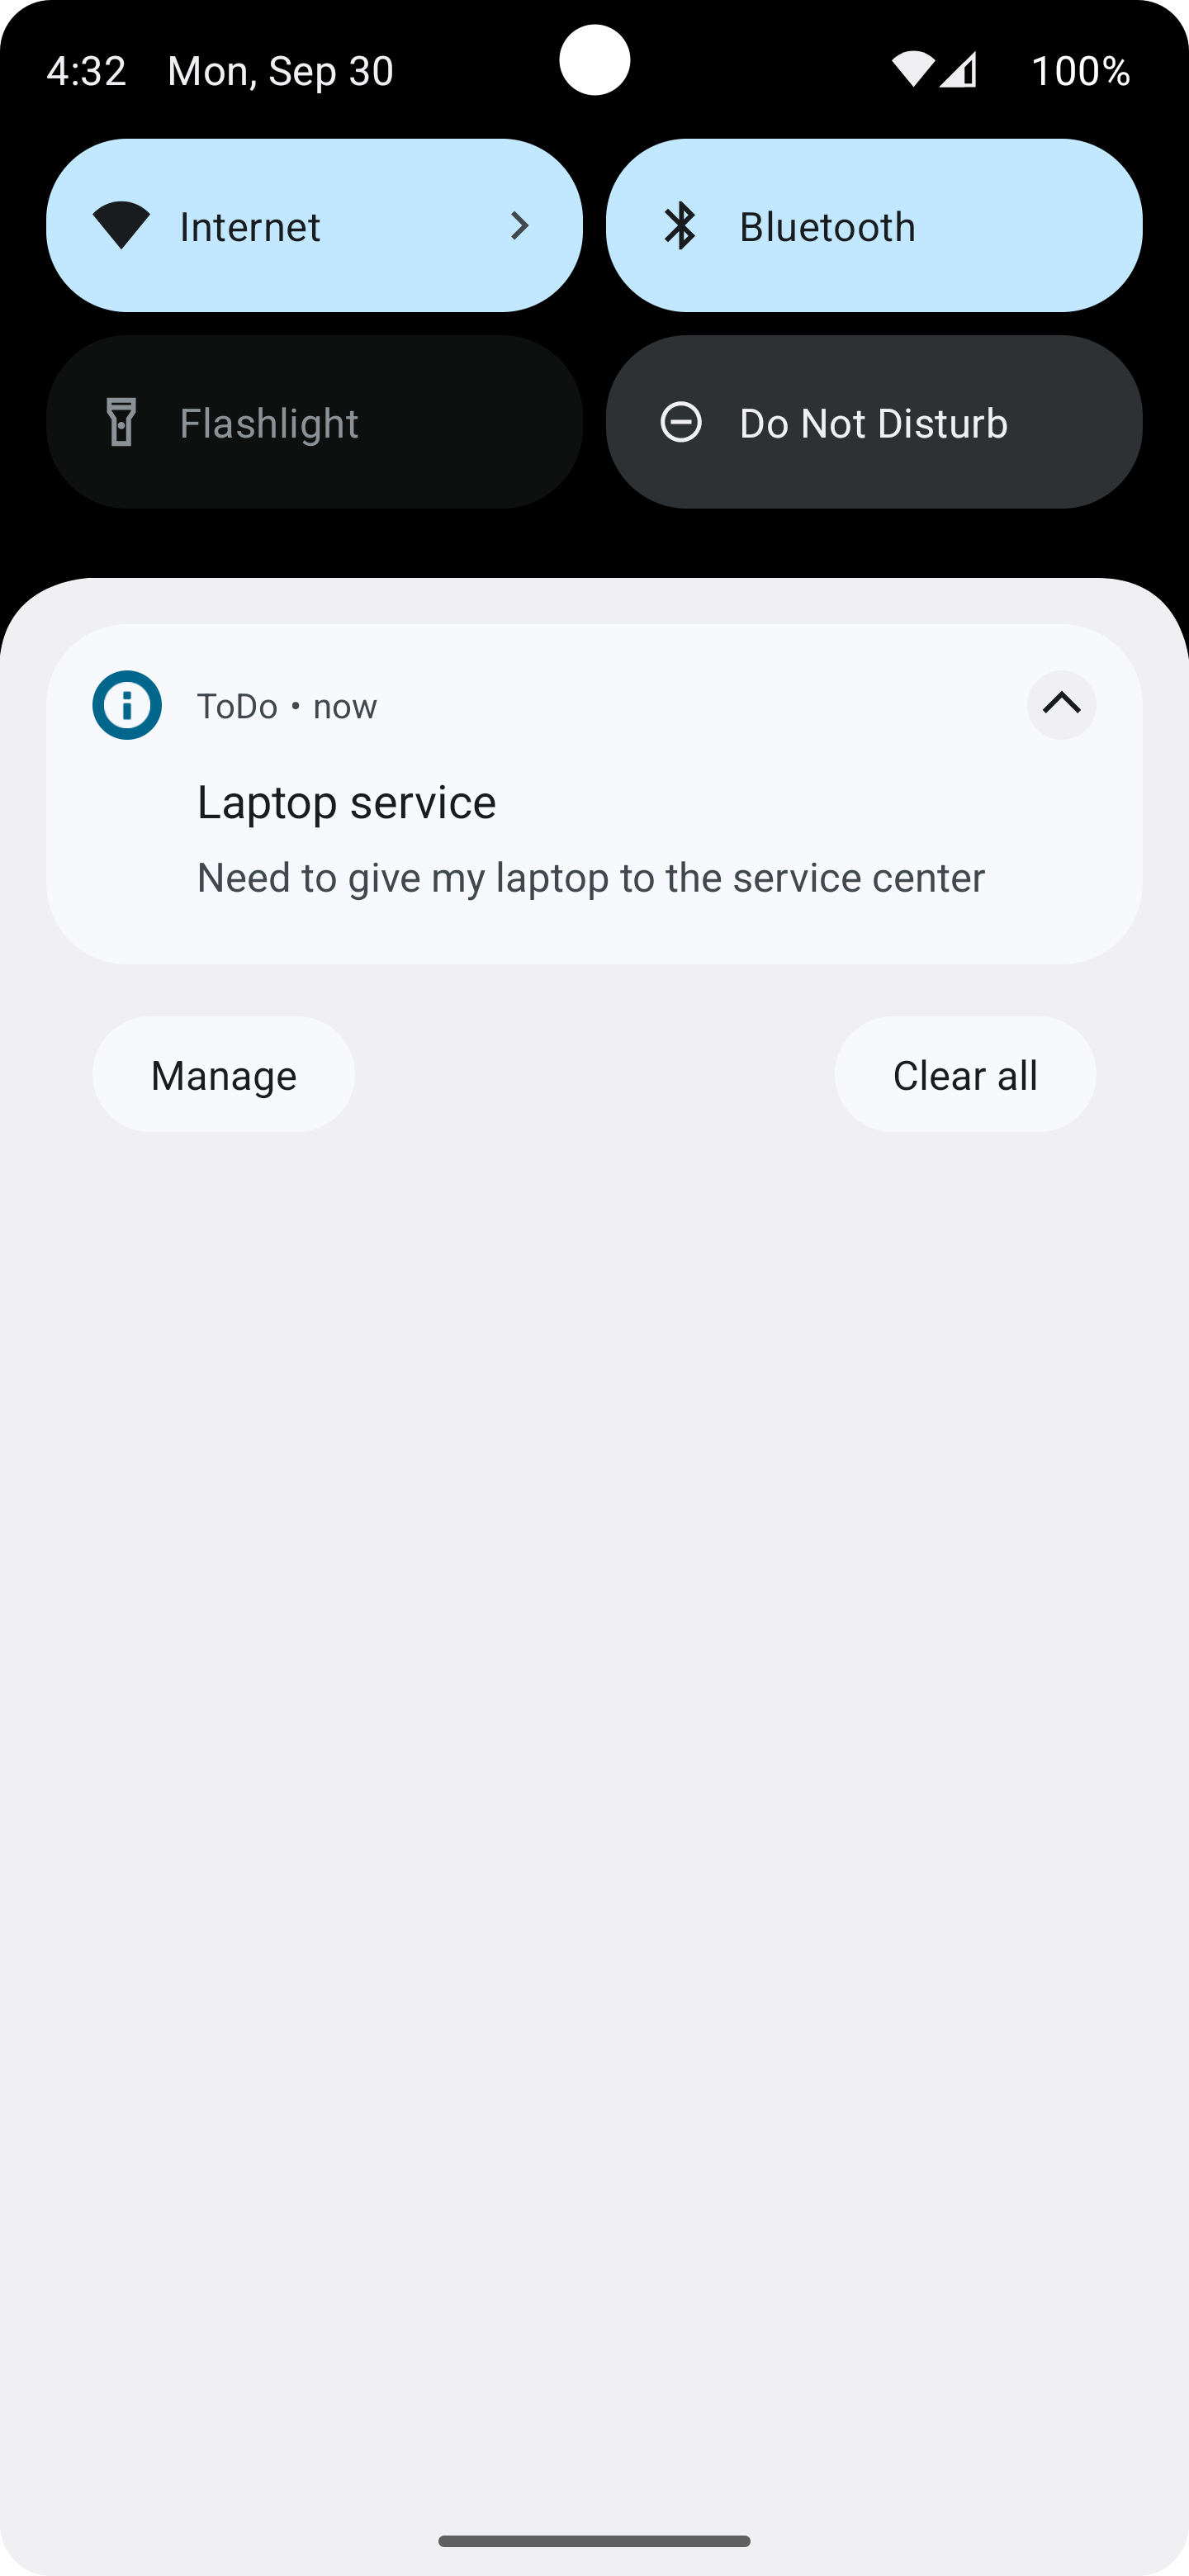 4:32 Mon, Sep 30 100%
Internet Bluetooth
Flashlight Do Not Disturb
ToDo • now
Laptop service
Need to give my laptop to the service center
Manage Clear all